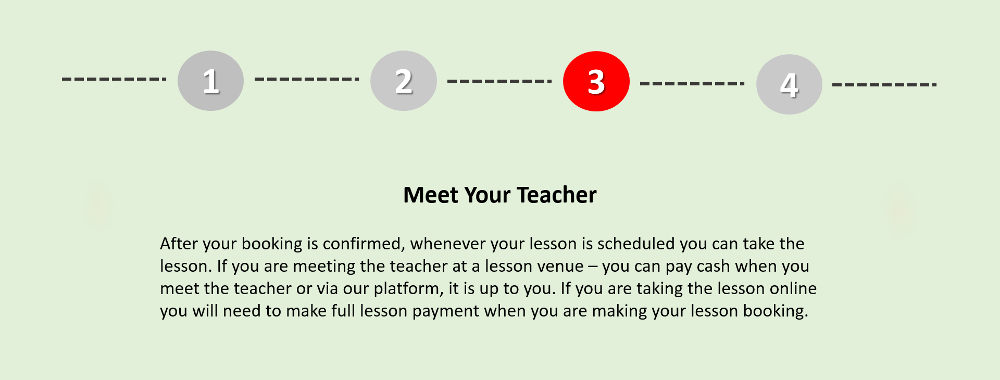 1 2 3 4
Meet Your Teacher
After your booking is confirmed, whenever your lesson is scheduled you can take the
lesson. If you are meeting the teacher at a lesson venue – you can pay cash when you
meet the teacher or via our platform, it is up to you. If you are taking the lesson online
you will need to make full lesson payment when you are making your lesson booking.